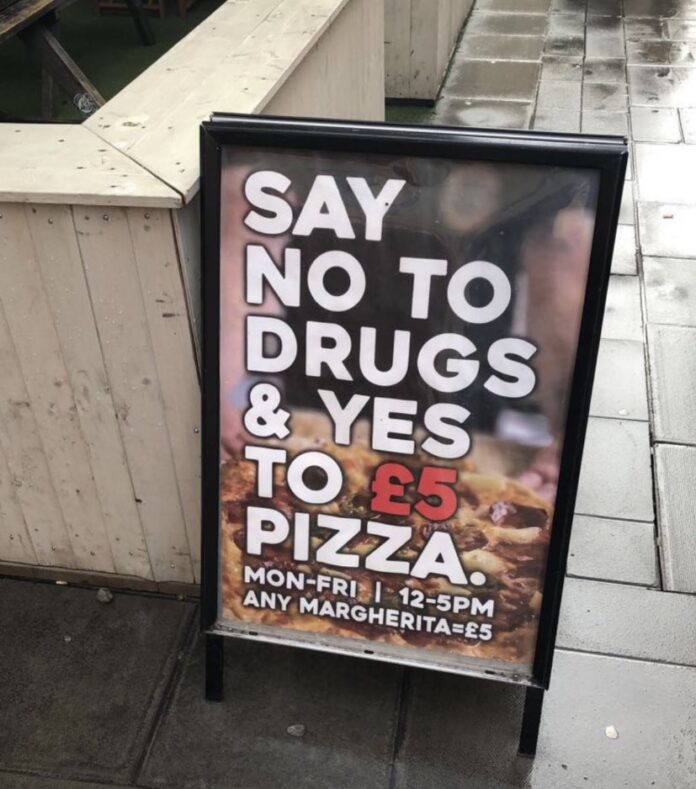 SAY
NO TO
DRUGS
& YES
TO £5
PIZZA.
MON-FRI | 12-5PM
ANY MARGHERITA=£5